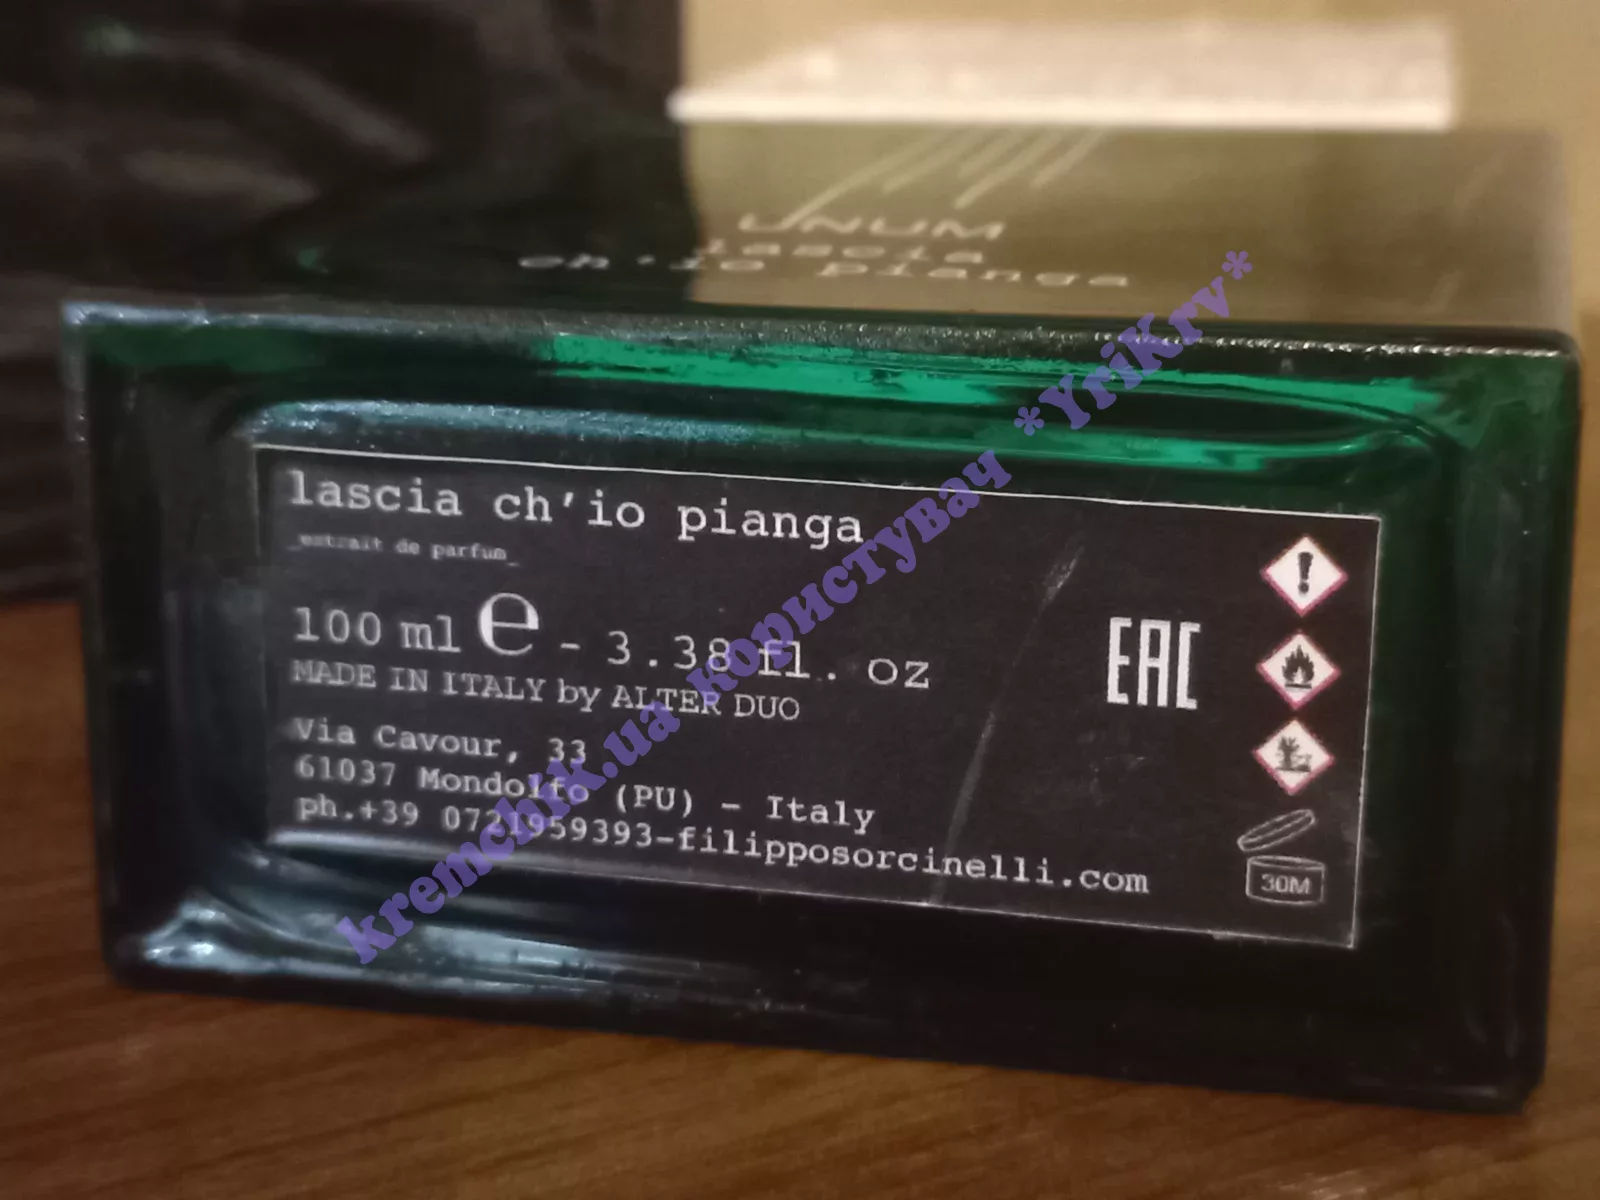 UNUM
lascia
ch'io pianga
lascia ch'io pianga
_extrait de parfum_
100 ml e - 3.38 fl. oz
MADE IN ITALY by ALTER DUO
Via Cavour, 33
61037 Mondolfo (PU) - Italy
ph.+39 0721959393-filipposorcinelli.com
EAC
30M
kremchik.ua користувач *YriKrv*